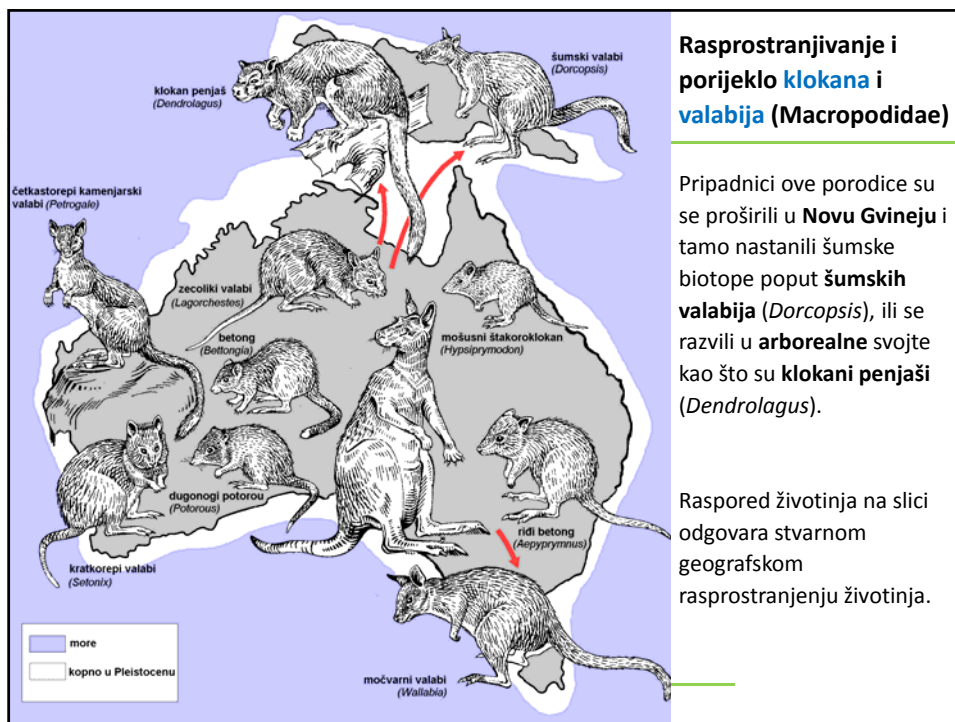 Rasprostranjivanje i
porijeklo klokana i
valabija (Macropodidae)
Pripadnici ove porodice su
se proširili u Novu Gvineju i
tamo nastanili šumske
biotope poput šumskih
valabija (Dorcopsis), ili se
razvili u arborealne svojte
kao što su klokani penjaši
(Dendrolagus).
Raspored životinja na slici
odgovara stvarnom
geografskom
rasprostranjenju životinja.
šumski valabi
(Dorcopsis)
klokan penjaš
(Dendrolagus)
četkastorepi kamenjarski
valabi (Petrogale)
zecoliki valabi
(Lagorchestes)
betong
(Bettongia)
mošusni štakoroklokan
(Hypsiprymodon)
dugonogi potorou
(Potorous)
riđi betong
(Aepyprymnus)
kratkorepi valabi
(Setonix)
močvarni valabi
(Wallabia)
more
kopno u Pleistocenu